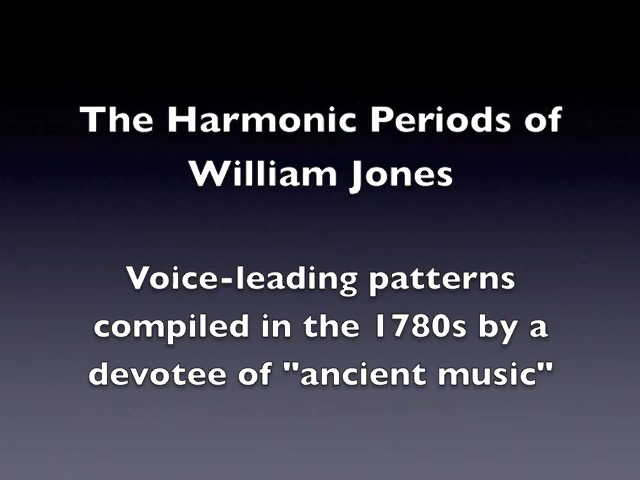 The Harmonic Periods of
William Jones
Voice-leading patterns
compiled in the 1780s by a
devotee of "ancient music"